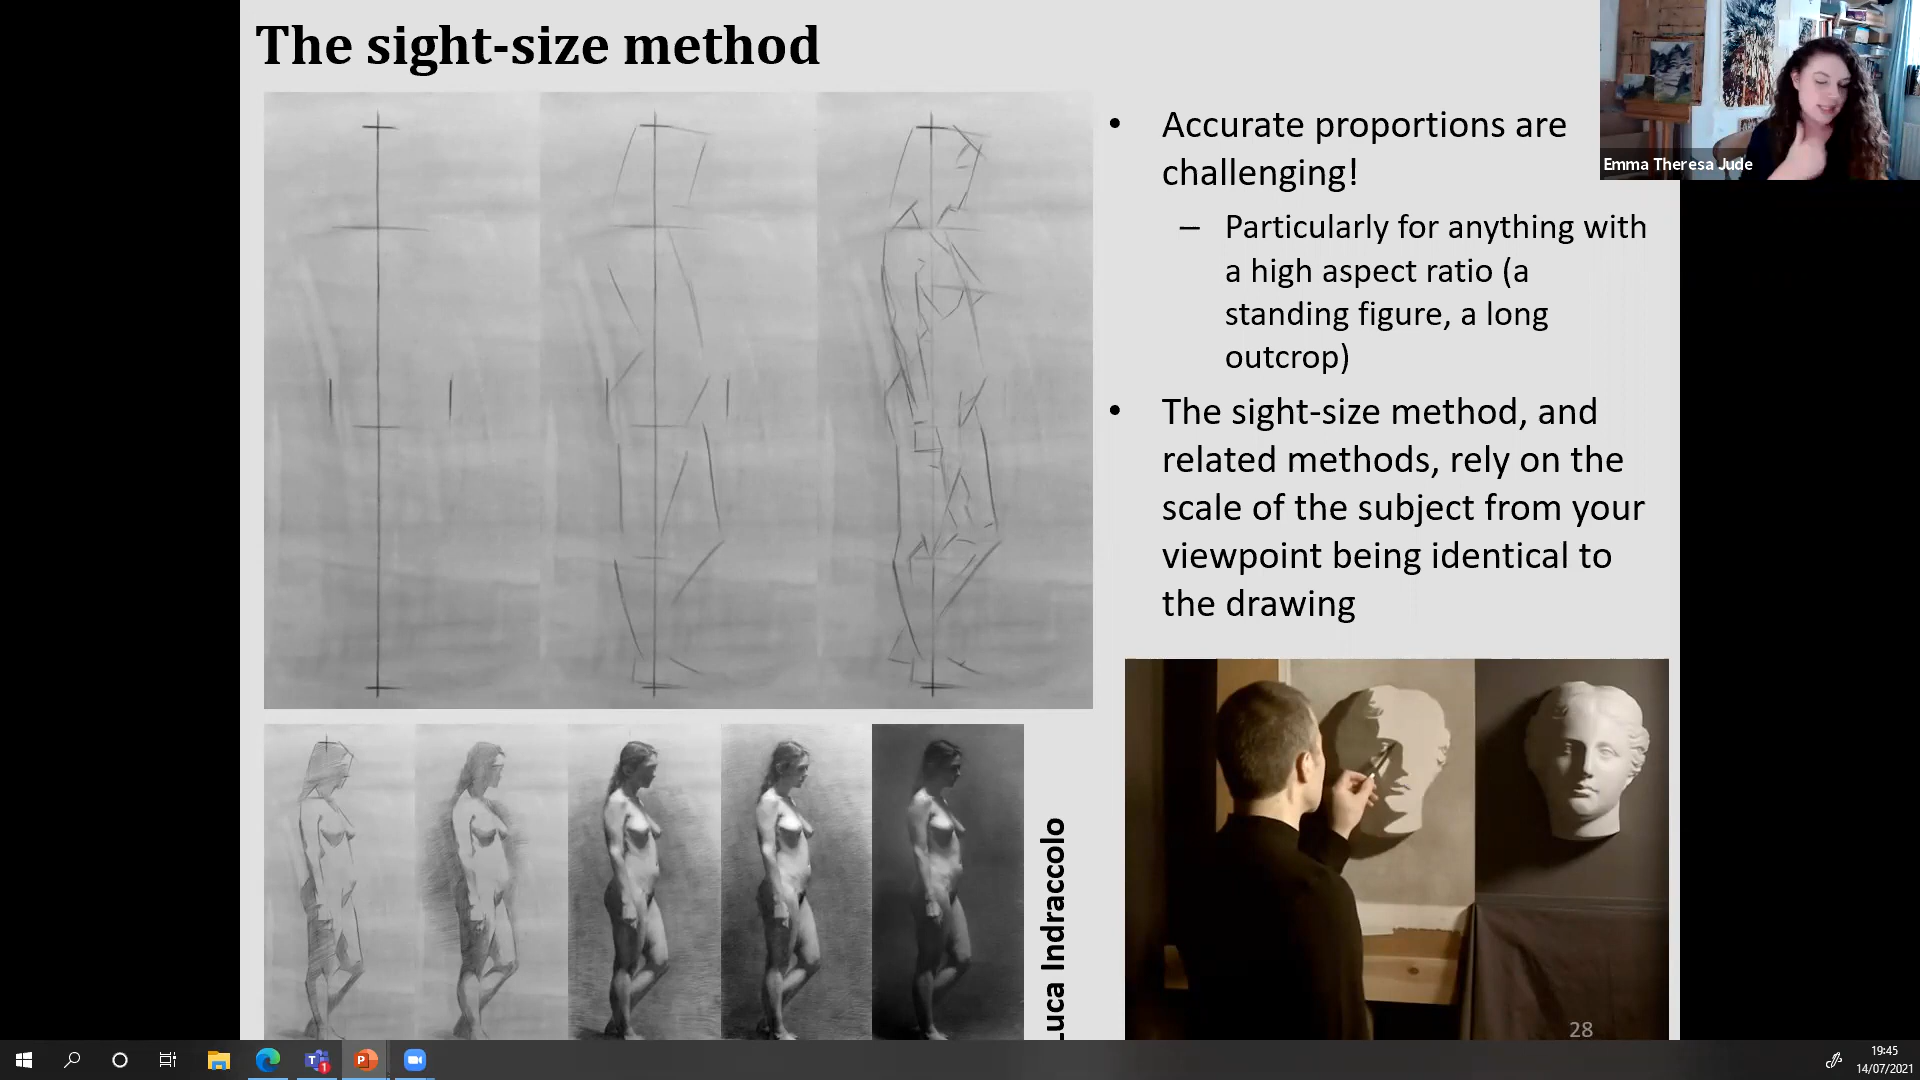 The sight-size method
• Accurate proportions are
challenging!
– Particularly for anything with
a high aspect ratio (a
standing figure, a long
outcrop)
• The sight-size method, and
related methods, rely on the
scale of the subject from your
viewpoint being identical to
the drawing
Luca Indraccolo
28
Emma Theresa Jude
T
1
P
19:45
14/07/2021